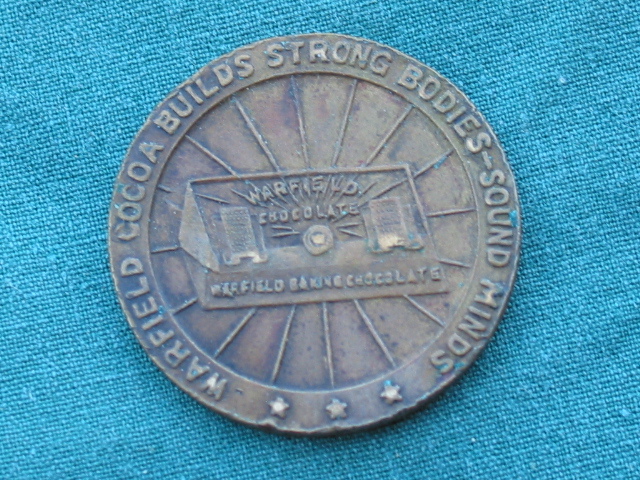 WARFIELD COCOA BUILDS STRONG BODIES-SOUND MINDS
WARFIELD
CHOCOLATE
WARFIELD BAKING CHOCOLATE